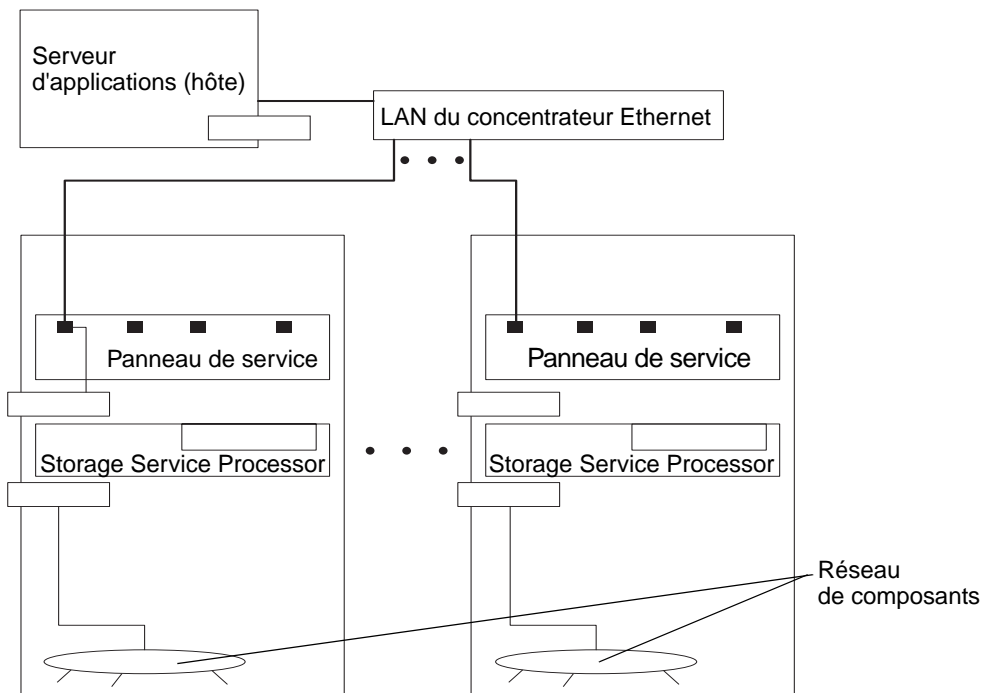 Serveur
d'applications (hôte)
LAN du concentrateur Ethernet
Panneau de service
Panneau de service
Storage Service Processor
Storage Service Processor
Réseau
de composants